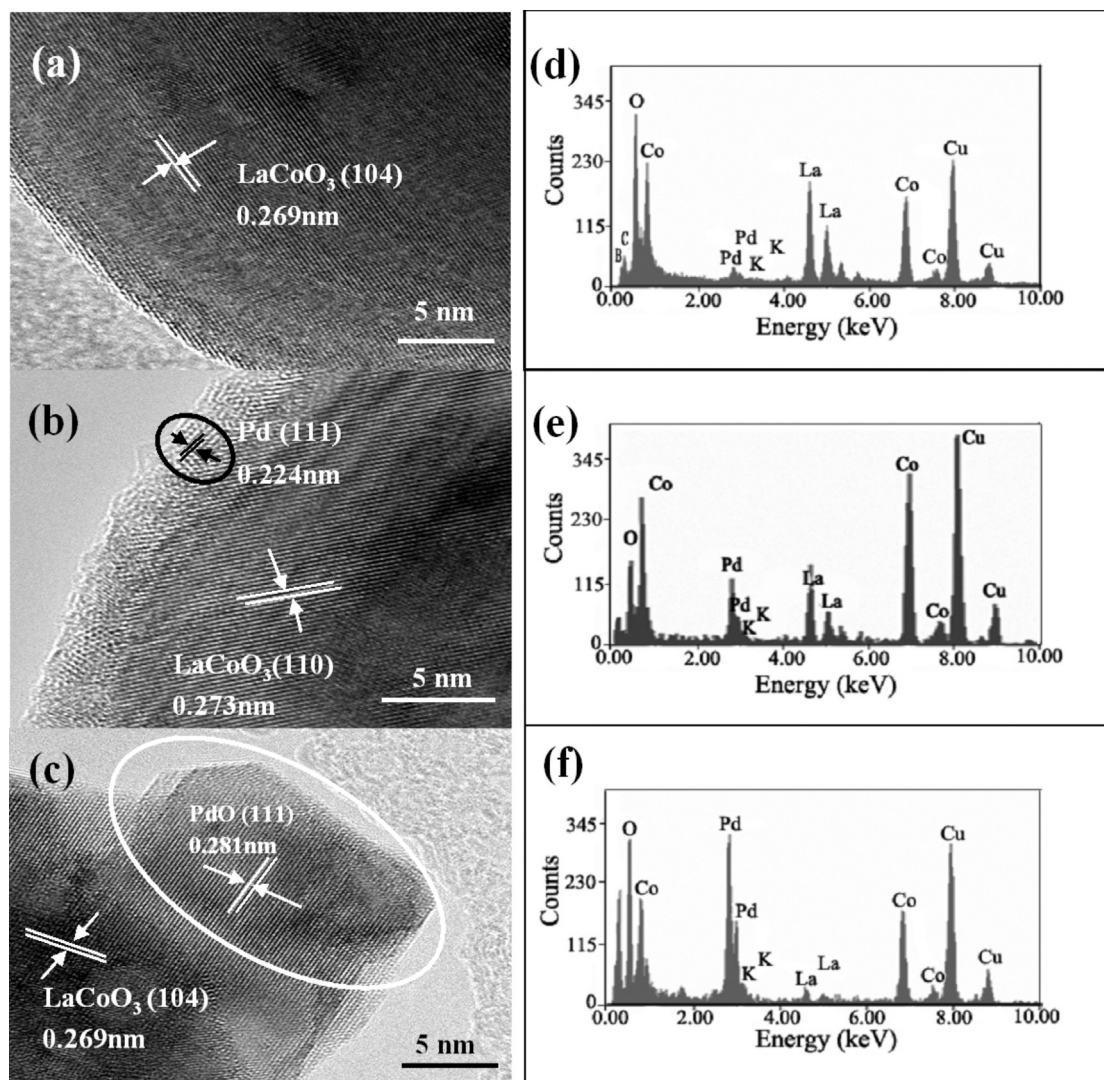 (a)
LaCoO3 (104)
0.269nm
5 nm
(b)
Pd (111)
0.224nm
LaCoO3(110)
0.273nm
5 nm
(c)
PdO (111)
0.281nm
LaCoO3 (104)
0.269nm
5 nm
(d)
Counts
345
230
115
0
B
C
O
Co
Pd
Pd
K
K
La
La
Co
Co
Cu
Cu
0.00 2.00 4.00 6.00 8.00 10.00
Energy (keV)
(e)
Counts
345
230
115
0
O
Co
Pd
Pd
K
K
La
La
Co
Co
Cu
Cu
0.00 2.00 4.00 6.00 8.00 10.00
Energy (keV)
(f)
Counts
345
230
115
0
O
Co
Pd
Pd
K
K
La
La
Co
Co
Cu
Cu
0.00 2.00 4.00 6.00 8.00 10.00
Energy (keV)